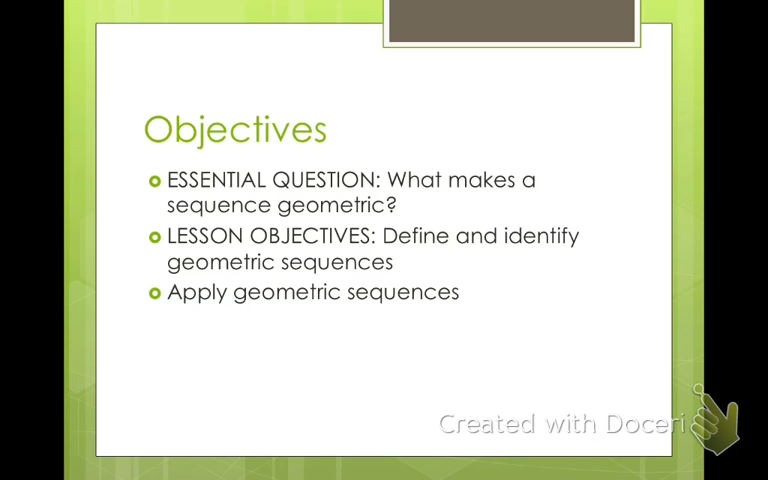 Objectives
ESSENTIAL QUESTION: What makes a
sequence geometric?
LESSON OBJECTIVES: Define and identify
geometric sequences
Apply geometric sequences
Created with Doceri